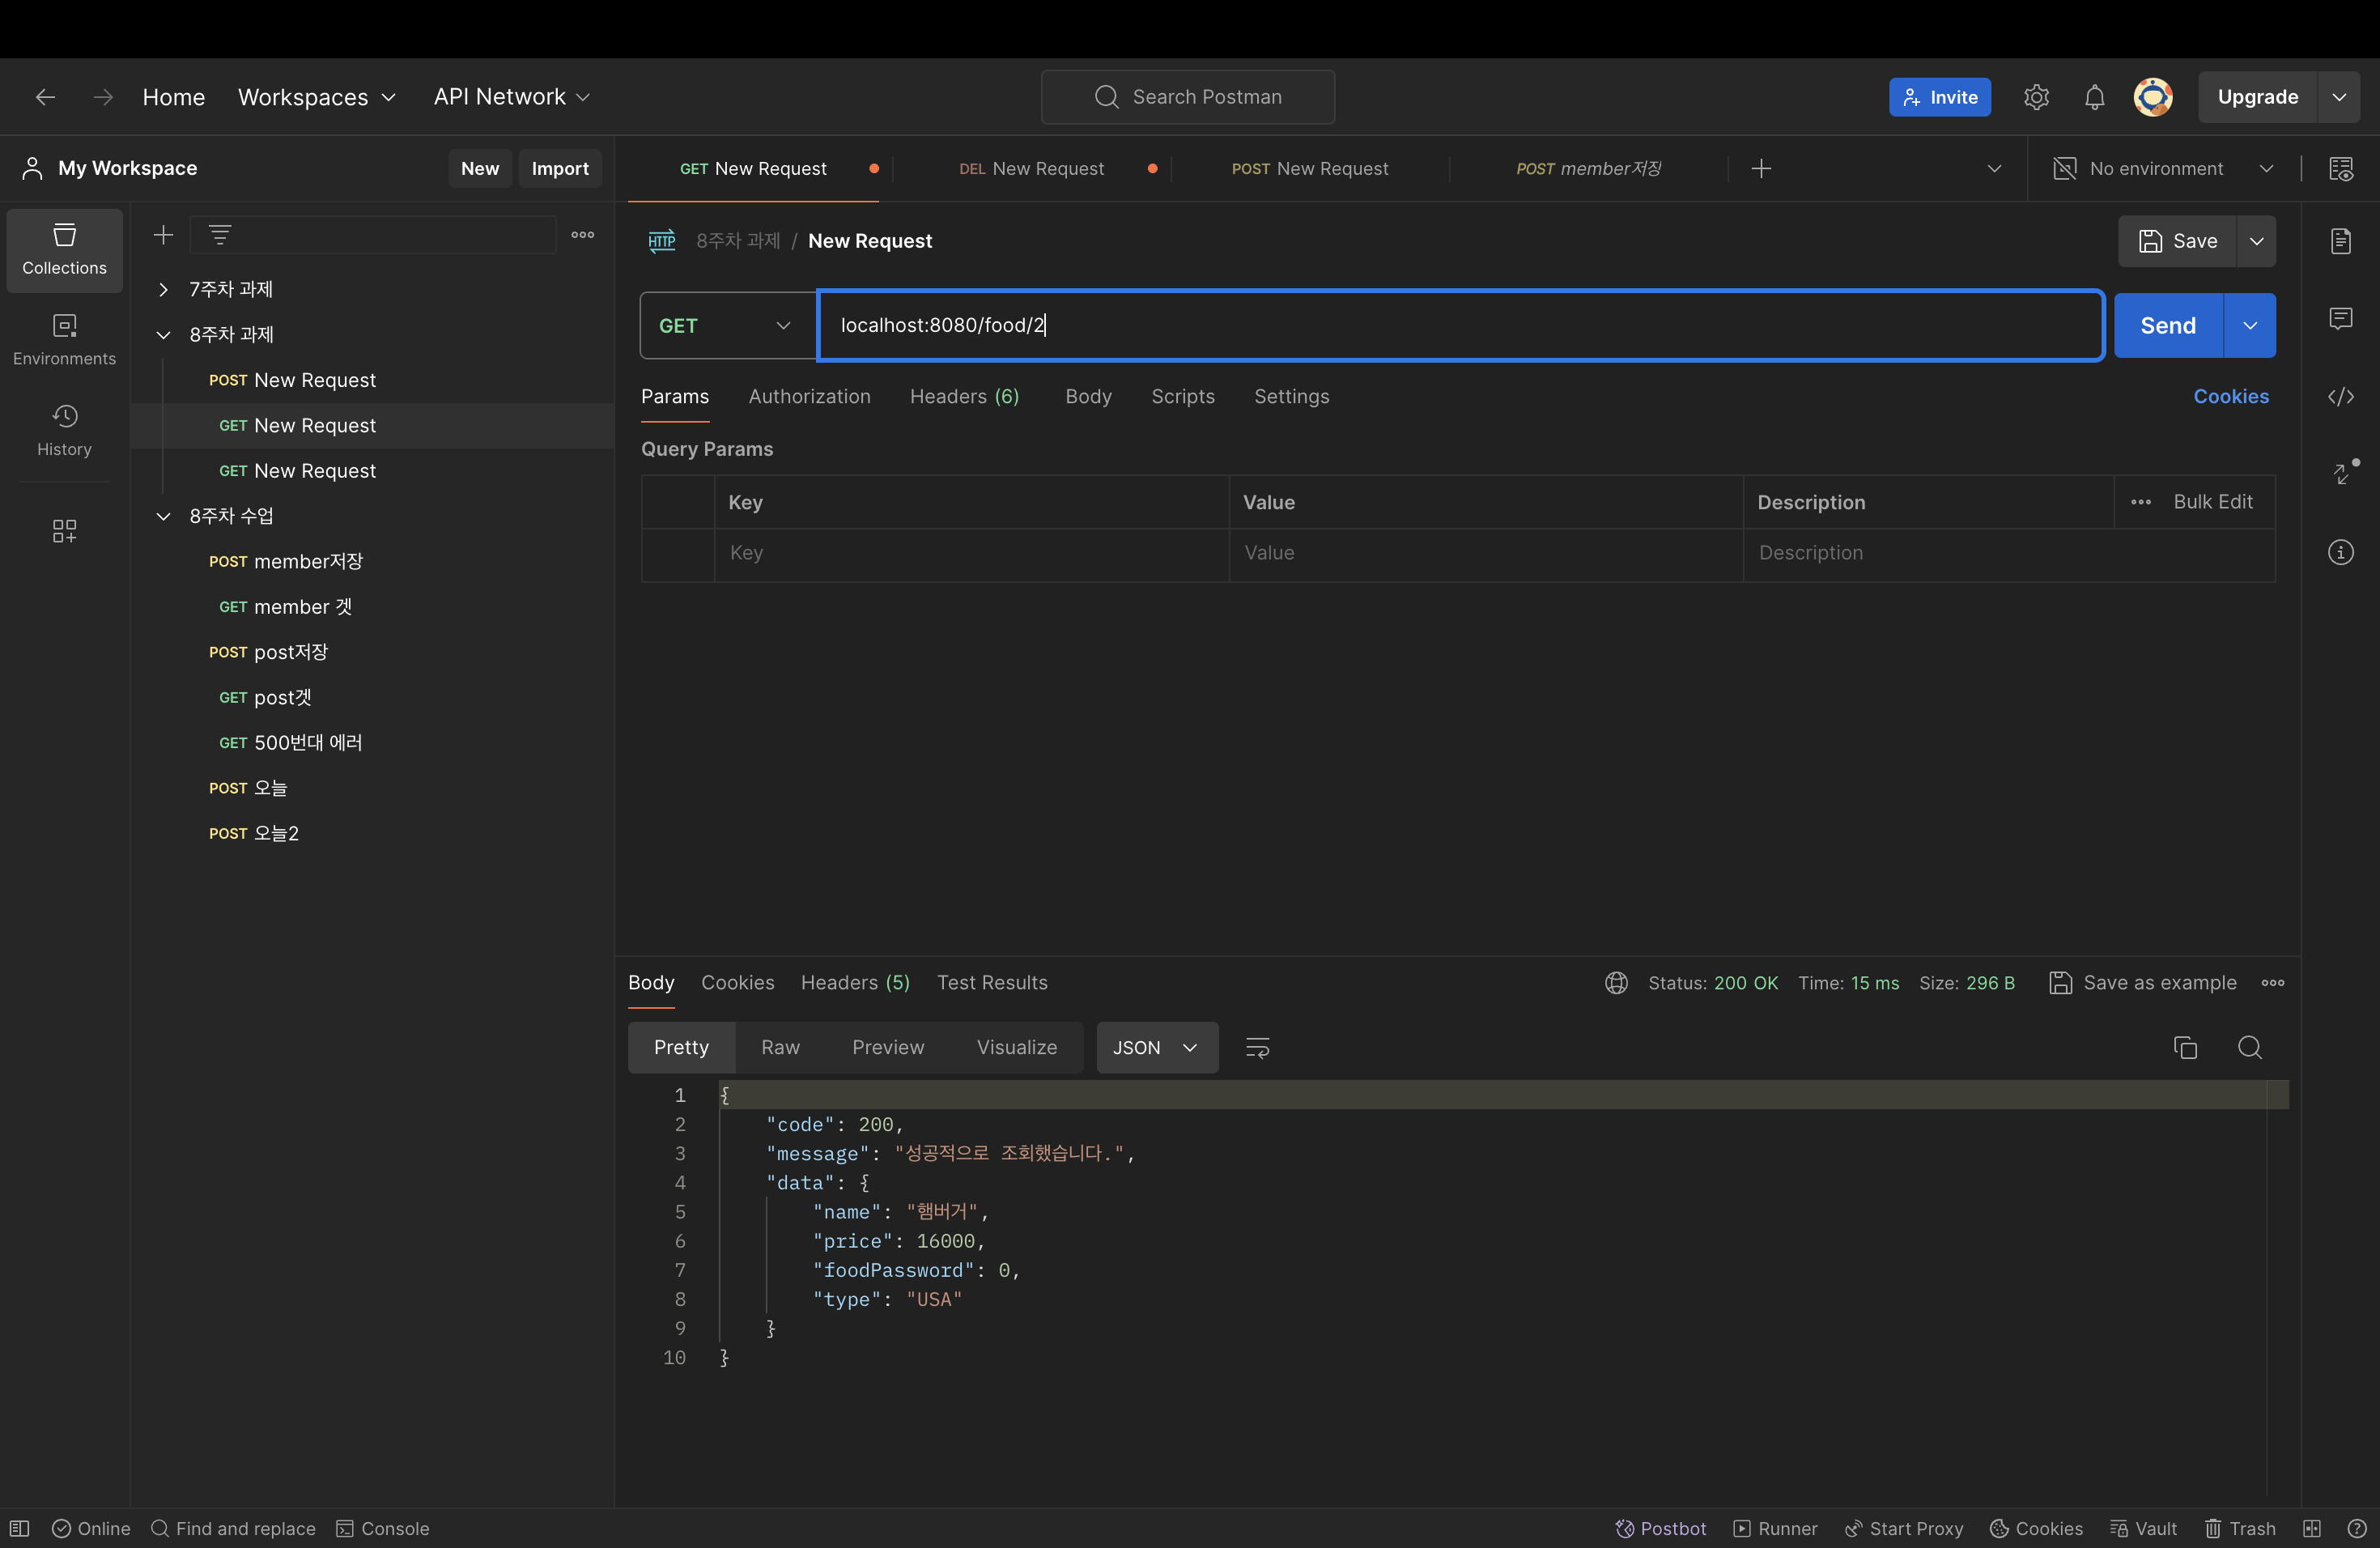 Home Workspaces API Network Search Postman Invite Upgrade
My Workspace New Import
GET New Request DEL New Request POST New Request POST member저장 No environment
Collections
Environments
History
7주차 과제
8주차 과제
POST New Request
GET New Request
GET New Request
8주차 수업
POST member저장
GET member 겟
POST post저장
GET post겟
GET 500번대 에러
POST 오늘
POST 오늘2
HTTP 8주차 과제 / New Request Save
GET localhost:8080/food/2 Send
Params Authorization Headers (6) Body Scripts Settings Cookies
Query Params
Key Value Description Bulk Edit
Key Value Description
Body Cookies Headers (5) Test Results Status: 200 OK Time: 15 ms Size: 296 B Save as example
Pretty Raw Preview Visualize JSON
1 {
2 "code": 200,
3 "message": "성공적으로 조회했습니다.",
4 "data": {
5 "name": "햄버거",
6 "price": 16000,
7 "foodPassword": 0,
8 "type": "USA"
9 }
10 }
Online Find and replace Console Postbot Runner Start Proxy Cookies Vault Trash